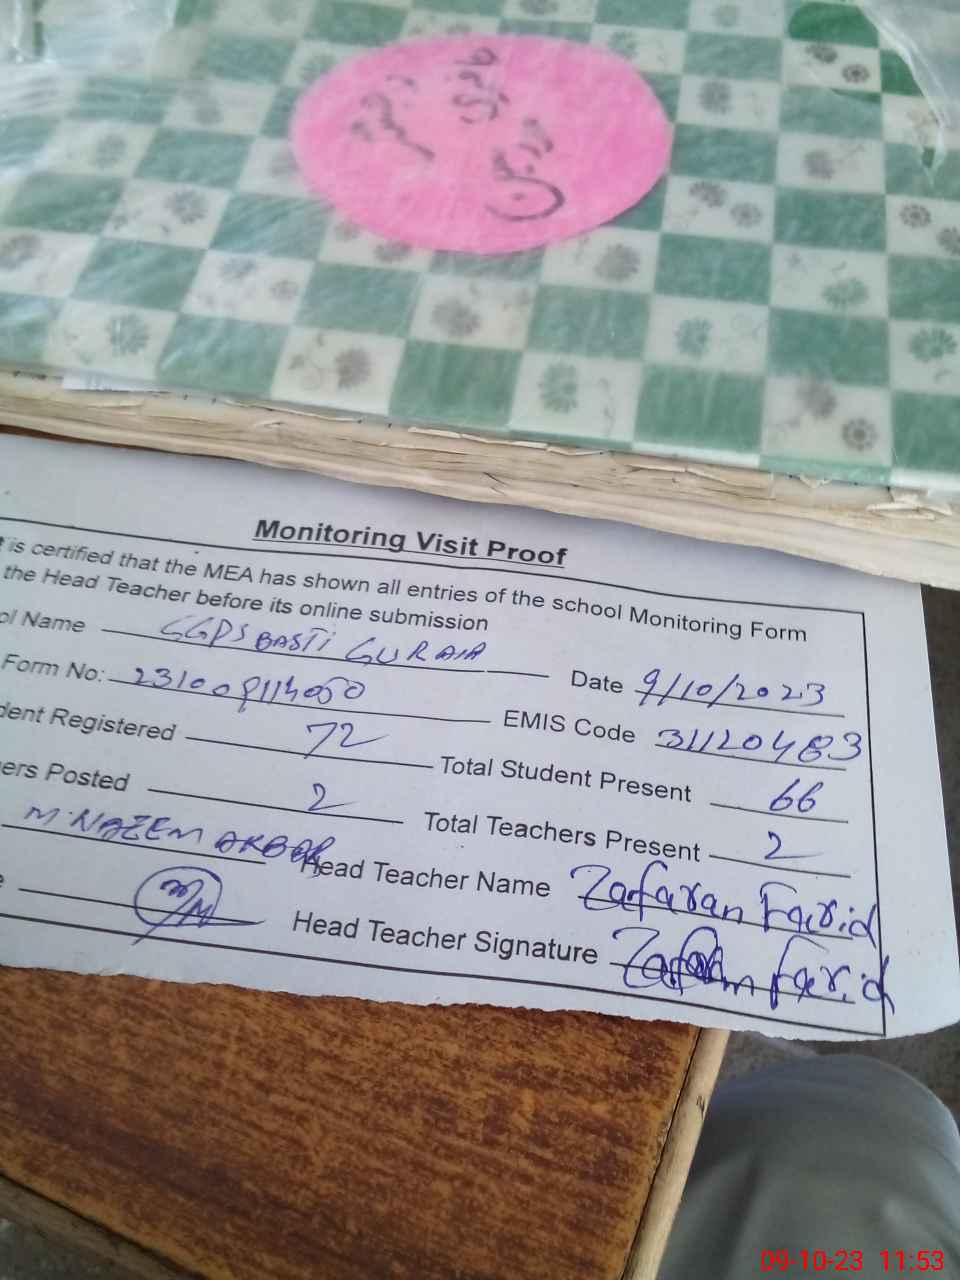 Monitoring Visit Proof
is certified that the MEA has shown all entries of the school Monitoring Form
the Head Teacher before its online submission
ol Name GGPS BASTI GURAIA Date 9/10/2023
Form No: EMIS Code 31120483
dent Registered 72 Total Student Present 66
ers Posted 2 Total Teachers Present 2
M. NAEEM AKBAR Head Teacher Name Zafaran Farid
Head Teacher Signature Zafaran Farid
09-10-23 11:53